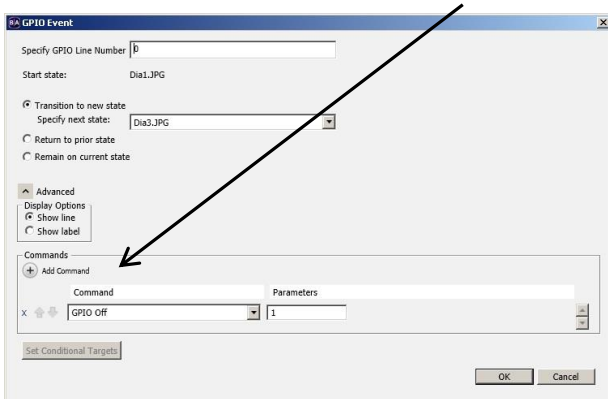 BA GPIO Event
Specify GPIO Line Number 0
Start state: Dia1.JPG
Transition to new state
Specify next state: Dia3.JPG
Return to prior state
Remain on current state
Advanced
Display Options
Show line
Show label
Commands
+ Add Command
Command Parameters
X GPIO Off 1
Set Conditional Targets
OK Cancel